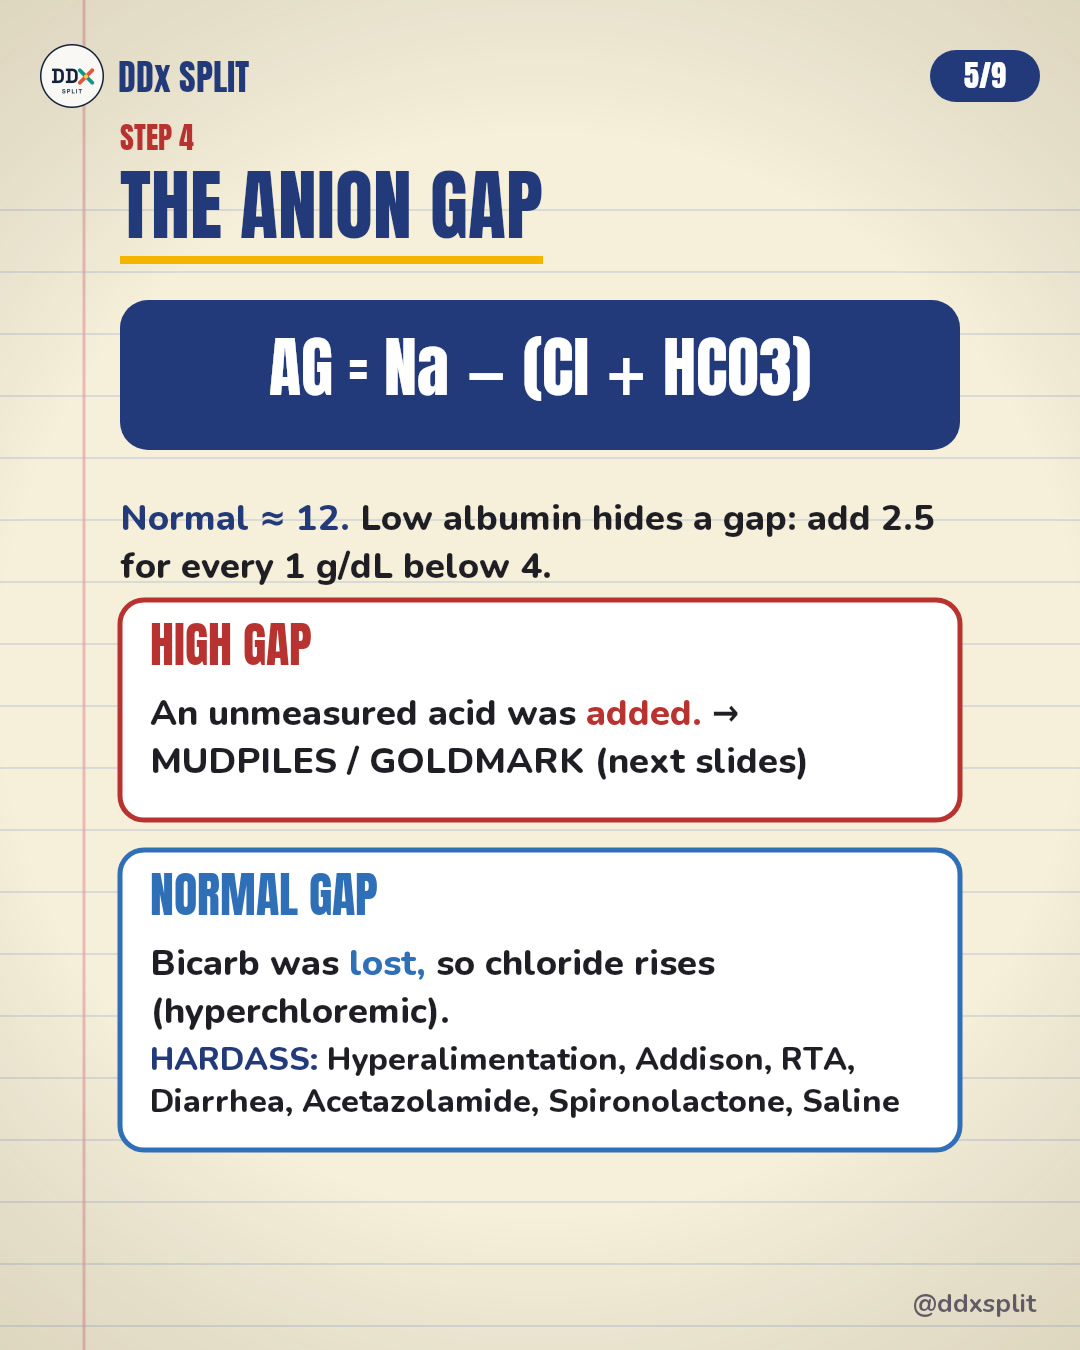 DDX
SPLIT
DDx SPLIT
5/9
STEP 4
THE ANION GAP
AG = Na − (Cl + HCO3)
Normal ≈ 12. Low albumin hides a gap: add 2.5
for every 1 g/dL below 4.
HIGH GAP
An unmeasured acid was added. →
MUDPILES / GOLDMARK (next slides)
NORMAL GAP
Bicarb was lost, so chloride rises
(hyperchloremic).
HARDASS: Hyperalimentation, Addison, RTA,
Diarrhea, Acetazolamide, Spironolactone, Saline
@ddxsplit